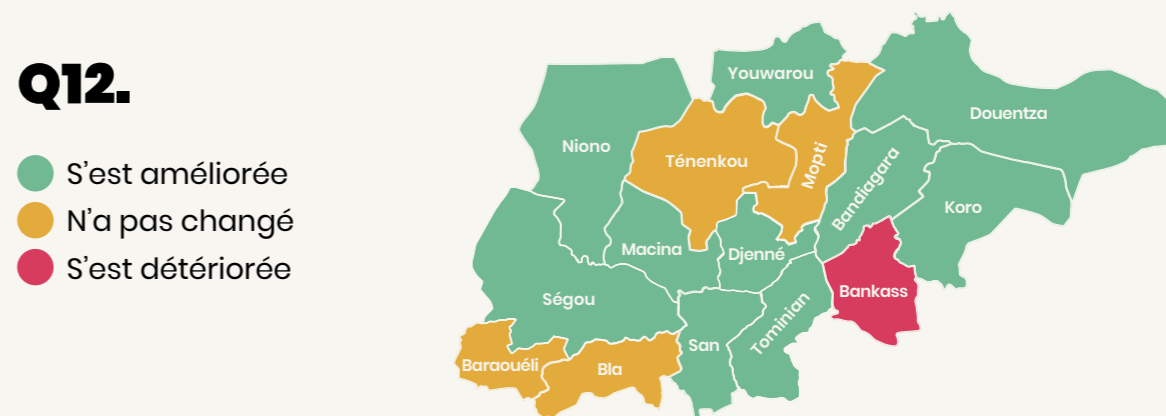 Q12.
S'est améliorée
N'a pas changé
S'est détériorée
Youwarou
Douentza
Niono
Ténenkou
Mopti
Bandiagara
Koro
Macina
Djenné
Bankass
Ségou
Tominian
San
Baraouéli
Bla